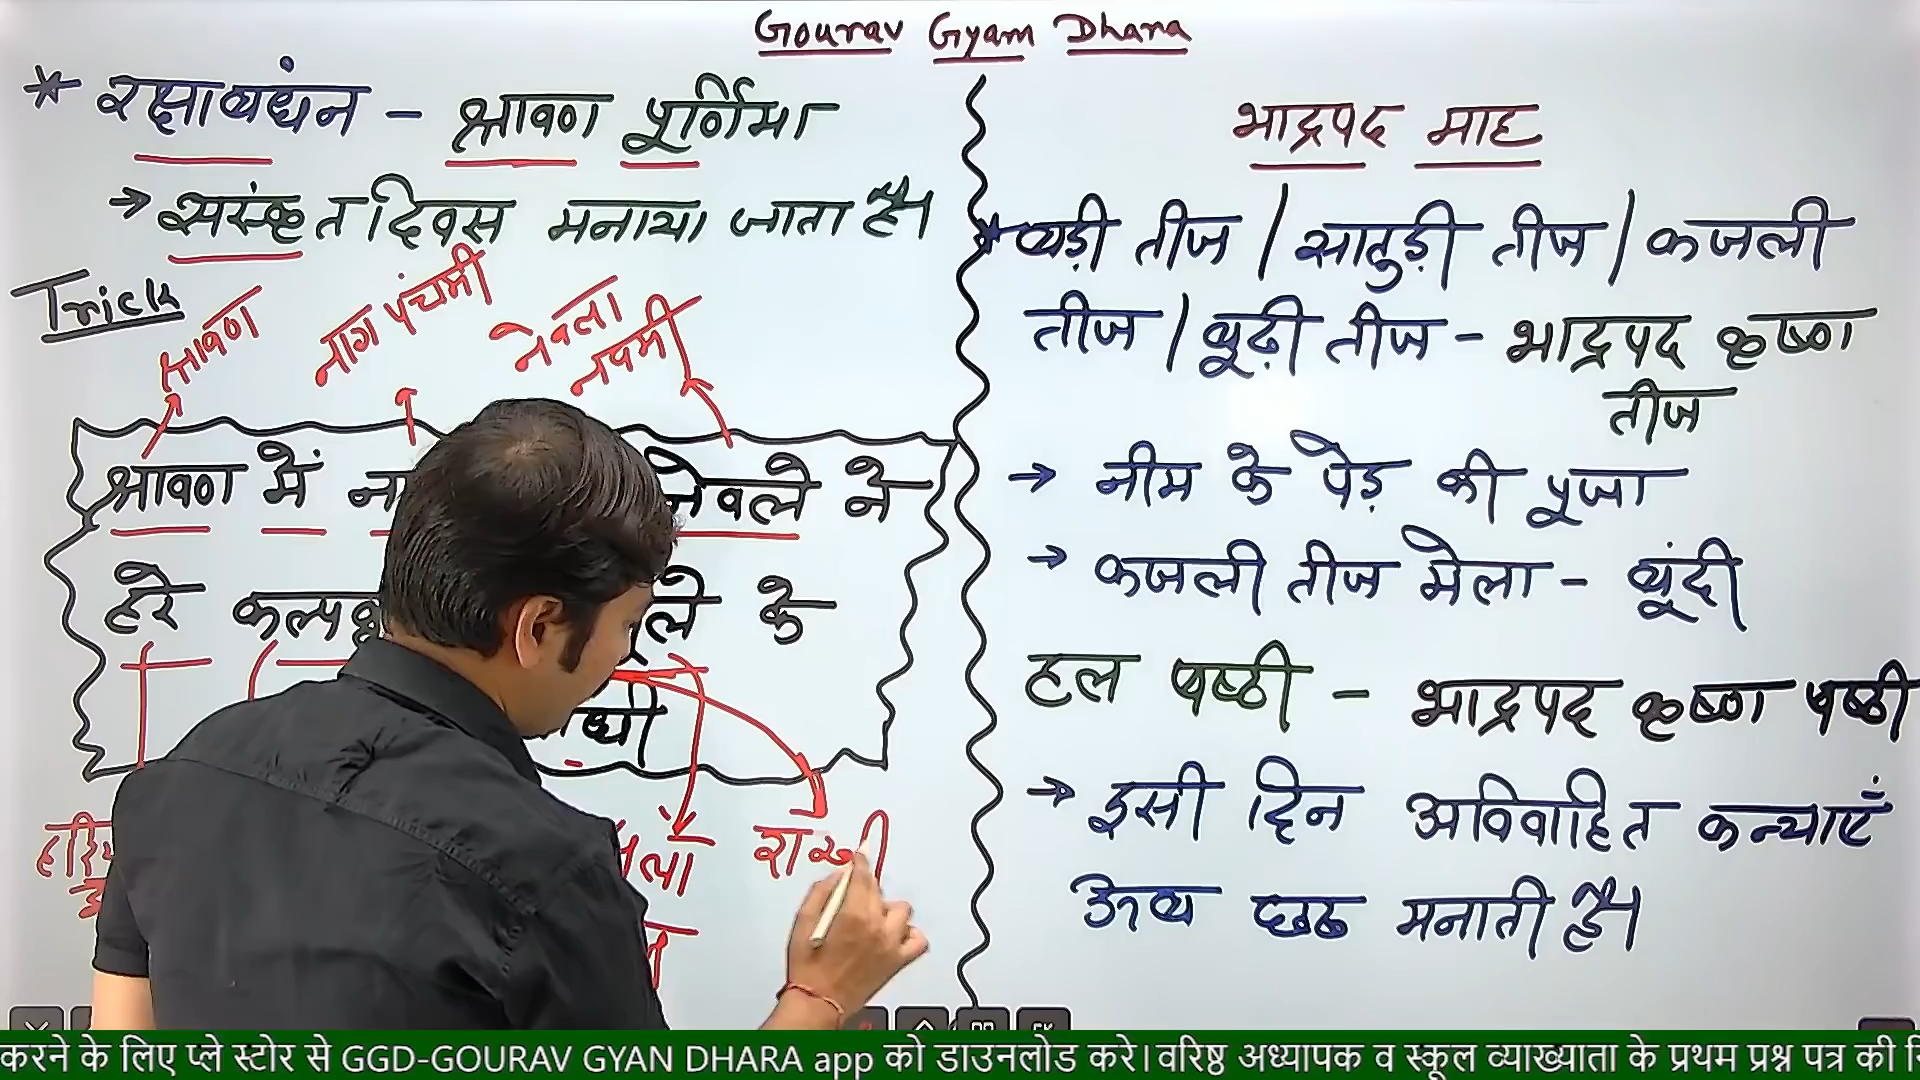 Gourav Gyan Dhara
* रक्षाबंधन - श्रावण पूर्णिमा
→ संस्कृत दिवस मनाया जाता है।
Trick
श्रावण
नाग पंचमी
नेवला
नवमी
श्रावण में नेवले ने
हरे के
राखी
भाद्रपद माह
* बड़ी तीज / सातुड़ी तीज / कजली
तीज / बूढ़ी तीज - भाद्रपद कृष्ण
तीज
→ नीम के पेड़ की पूजा
→ कजली तीज मेला - बूंदी
हल षष्ठी - भाद्रपद कृष्ण षष्ठी
→ इसी दिन अविवाहित कन्याएँ
ऊब छठ मनाती है।
करने के लिए प्ले स्टोर से GGD-GOURAV GYAN DHARA app को डाउनलोड करे। वरिष्ठ अध्यापक व स्कूल व्याख्याता के प्रथम प्रश्न पत्र की